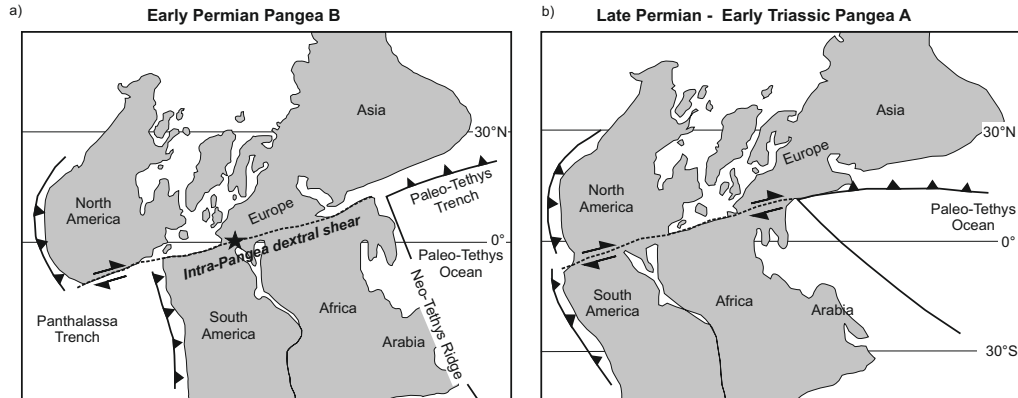 a)
Early Permian Pangea B
Asia
30°N
North
America
Europe
Paleo-Tethys
Trench
Intra-Pangea dextral shear
0°
Paleo-Tethys
Ocean
Neo-Tethys Ridge
Panthalassa
Trench
South
America
Africa
Arabia
b)
Late Permian - Early Triassic Pangea A
Asia
30°N
Europe
North
America
Paleo-Tethys
Ocean
0°
South
America
Africa
Arabia
30°S